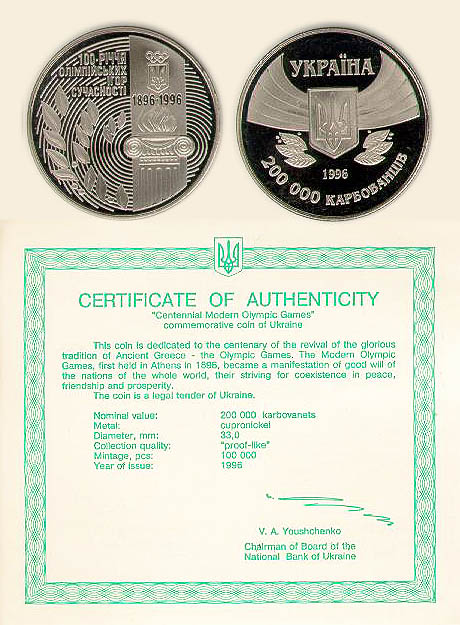 100-РІЧЧЯ
ОЛІМПІЙСЬКИХ
ІГОР
СУЧАСНОСТІ
1896-1996
УКРАЇНА
1996
200 000 КАРБОВАНЦІВ
CERTIFICATE OF AUTHENTICITY
"Centennial Modern Olympic Games"
commemorative coin of Ukraine
This coin is dedicated to the centenary of the revival of the glorious
tradition of Ancient Greece - the Olympic Games. The Modern Olympic
Games, first held in Athens in 1896, became a manifestation of good will of
the nations of the whole world, their striving for coexistence in peace,
friendship and prosperity.
The coin is a legal tender of Ukraine.
Nominal value: 200 000 karbovanets
Metal: cupronickel
Diameter, mm: 33,0
Collection quality: "proof-like"
Mintage, pcs: 100 000
Year of issue: 1996
V. A. Youshchenko
Chairman of Board of the
National Bank of Ukraine